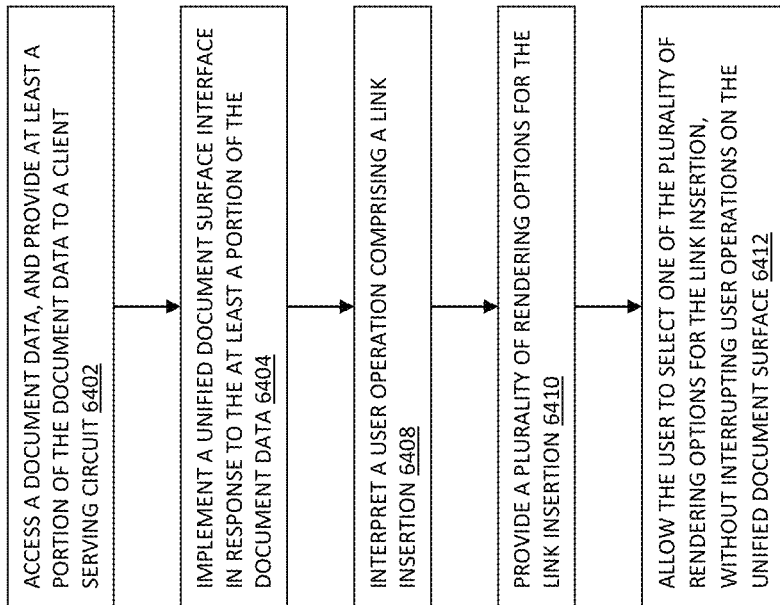 ACCESS A DOCUMENT DATA, AND PROVIDE AT LEAST A
PORTION OF THE DOCUMENT DATA TO A CLIENT
SERVING CIRCUIT 6402
IMPLEMENT A UNIFIED DOCUMENT SURFACE INTERFACE
IN RESPONSE TO THE AT LEAST A PORTION OF THE
DOCUMENT DATA 6404
INTERPRET A USER OPERATION COMPRISING A LINK
INSERTION 6408
PROVIDE A PLURALITY OF RENDERING OPTIONS FOR THE
LINK INSERTION 6410
ALLOW THE USER TO SELECT ONE OF THE PLURALITY OF
RENDERING OPTIONS FOR THE LINK INSERTION,
WITHOUT INTERRUPTING USER OPERATIONS ON THE
UNIFIED DOCUMENT SURFACE 6412